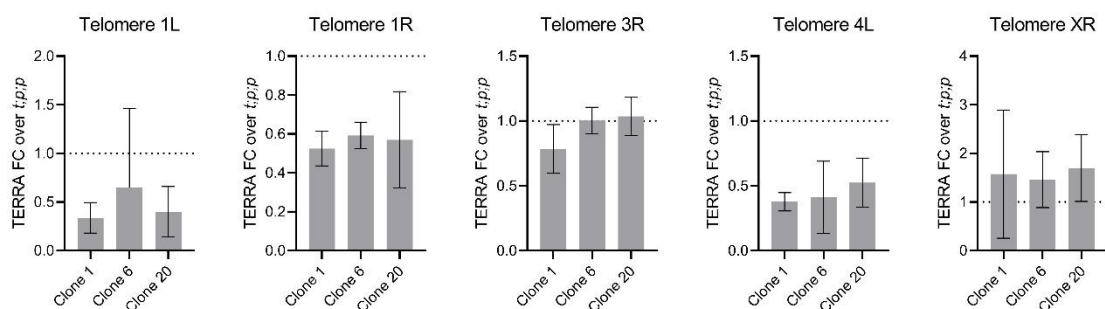 Telomere 1L
TERRA FC over t;p;p
2.0
1.5
1.0
0.5
0.0
Clone 1
Clone 6
Clone 20
Telomere 1R
TERRA FC over t;p;p
1.0
0.8
0.6
0.4
0.2
0.0
Clone 1
Clone 6
Clone 20
Telomere 3R
TERRA FC over t;p;p
1.5
1.0
0.5
0.0
Clone 1
Clone 6
Clone 20
Telomere 4L
TERRA FC over t;p;p
1.5
1.0
0.5
0.0
Clone 1
Clone 6
Clone 20
Telomere XR
TERRA FC over t;p;p
4
3
2
1
0
Clone 1
Clone 6
Clone 20